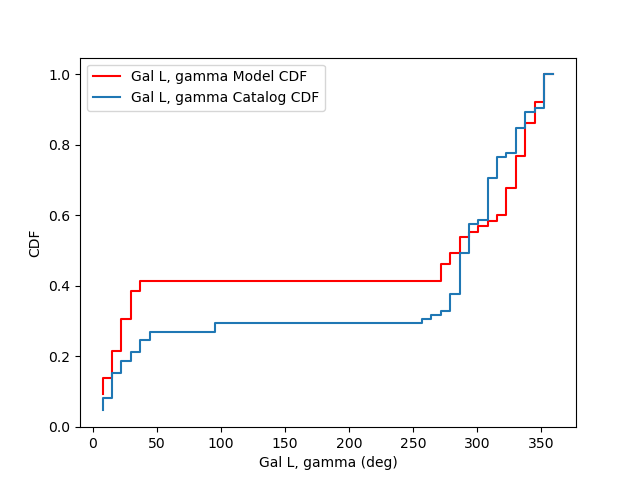 Gal L, gamma Model CDF
Gal L, gamma Catalog CDF
1.0
0.8
0.6
0.4
0.2
0.0
CDF
0 50 100 150 200 250 300 350
Gal L, gamma (deg)